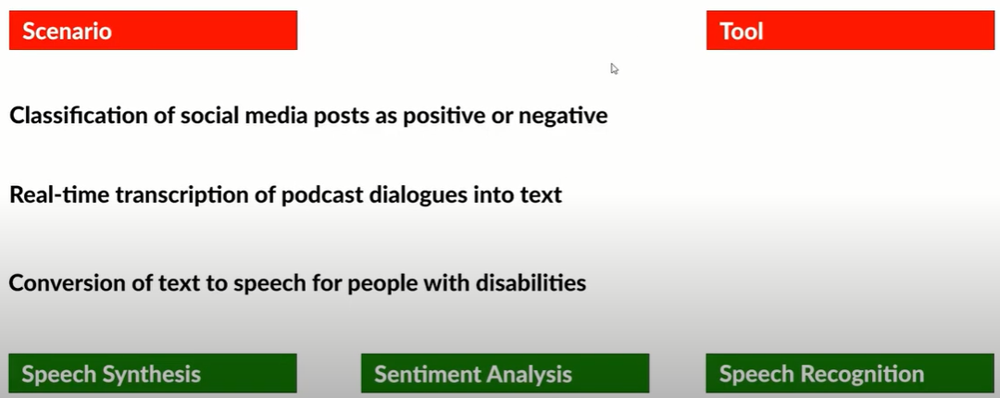 Scenario
Tool
Classification of social media posts as positive or negative
Real-time transcription of podcast dialogues into text
Conversion of text to speech for people with disabilities
Speech Synthesis
Sentiment Analysis
Speech Recognition